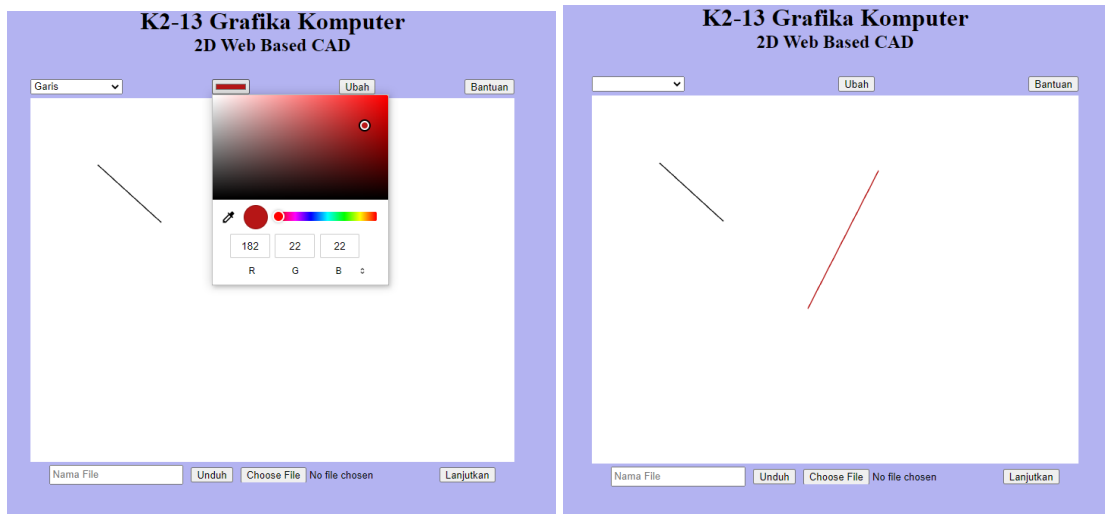 K2-13 Grafika Komputer
2D Web Based CAD
Garis Ubah Bantuan
182 22 22
R G B
Nama File Unduh Choose File No file chosen Lanjutkan
K2-13 Grafika Komputer
2D Web Based CAD
Ubah Bantuan
Nama File Unduh Choose File No file chosen Lanjutkan